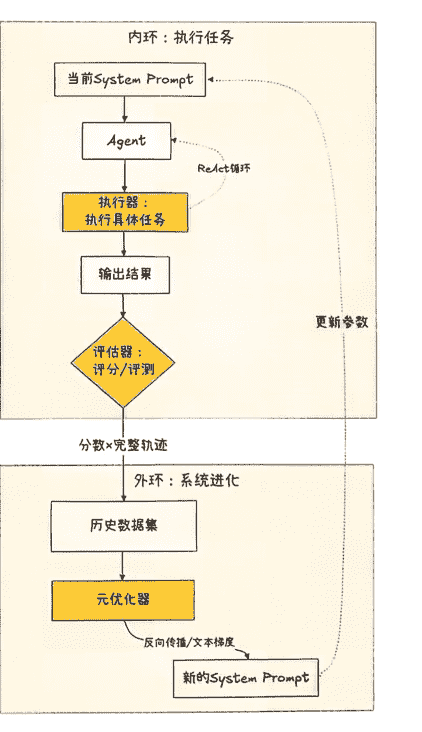 内环：执行任务
当前System Prompt
Agent
ReAct循环
执行器：
执行具体任务
输出结果
更新参数
评估器：
评分/评测
分数×完整轨迹
外环：系统进化
历史数据集
元优化器
反向传播/文本梯度
新的System Prompt